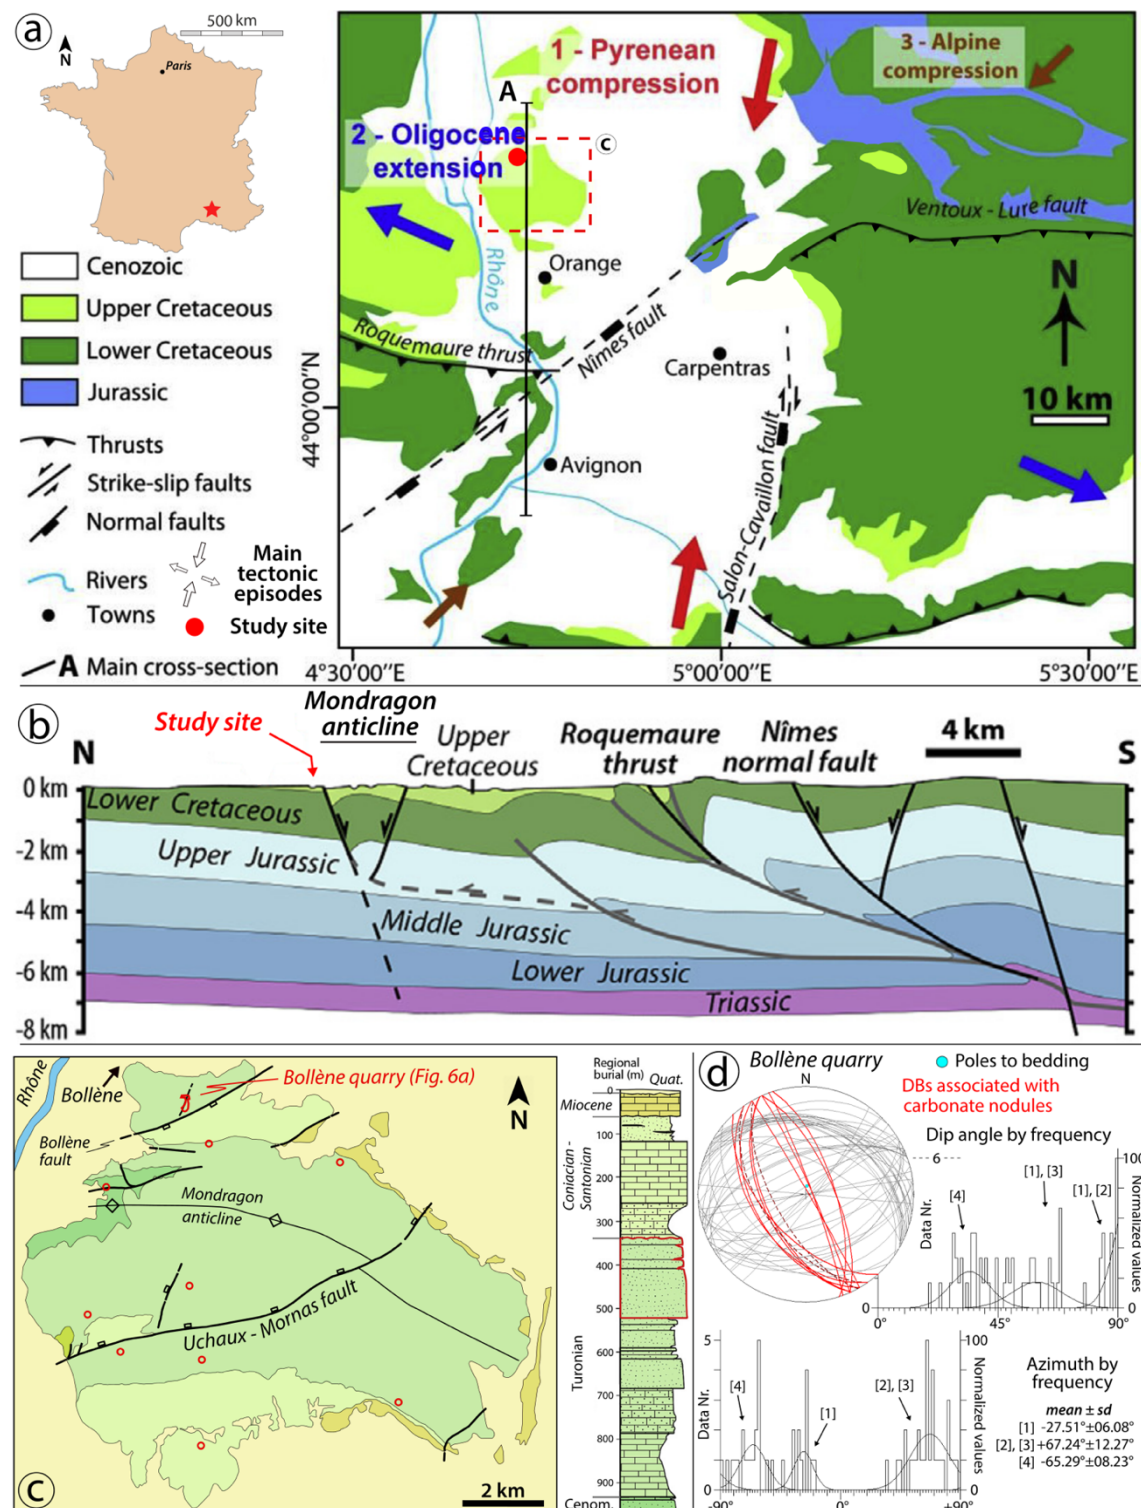 a
500 km
N
Paris
Cenozoic
Upper Cretaceous
Lower Cretaceous
Jurassic
Thrusts
Strike-slip faults
Normal faults
Rivers
Towns
Main
tectonic
episodes
Study site
A Main cross-section
1 - Pyrenean
compression
3 - Alpine
compression
A
2 - Oligocene
extension
c
Ventoux - Lure fault
Orange
Rhône
N
Nîmes fault
Roquemaure thrust
Carpentras
10 km
44°00'00"N
Avignon
Salon-Cavaillon fault
4°30'00"E
5°00'00"E
5°30'00"E
b
Study site
Mondragon
anticline
Upper
Cretaceous
Roquemaure
thrust
Nîmes
normal fault
4 km
N
S
0 km
-2 km
-4 km
-6 km
-8 km
Lower Cretaceous
Upper Jurassic
Middle Jurassic
Lower Jurassic
Triassic
c
Rhône
Bollène
Bollène quarry (Fig. 6a)
N
Bollène
fault
Mondragon
anticline
Uchaux - Mornas fault
2 km
Regional
burial (m)
Quat.
0
Miocene
100
200
300
400
500
600
700
800
900
Coniacian -
Santonian
Turonian
Cenom.
d
Bollène quarry
N
Poles to bedding
DBs associated with
carbonate nodules
Dip angle by frequency
6
100
[1], [3]
[4]
[1], [2]
Data Nr.
Normalized values
0
0°
45°
90°
5
100
[4]
[1]
[2], [3]
Data Nr.
Normalized values
0
0
-90°
0°
+90°
Azimuth by
frequency
mean ± sd
[1] -27.51°±06.08°
[2], [3] +67.24°±12.27°
[4] -65.29°±08.23°